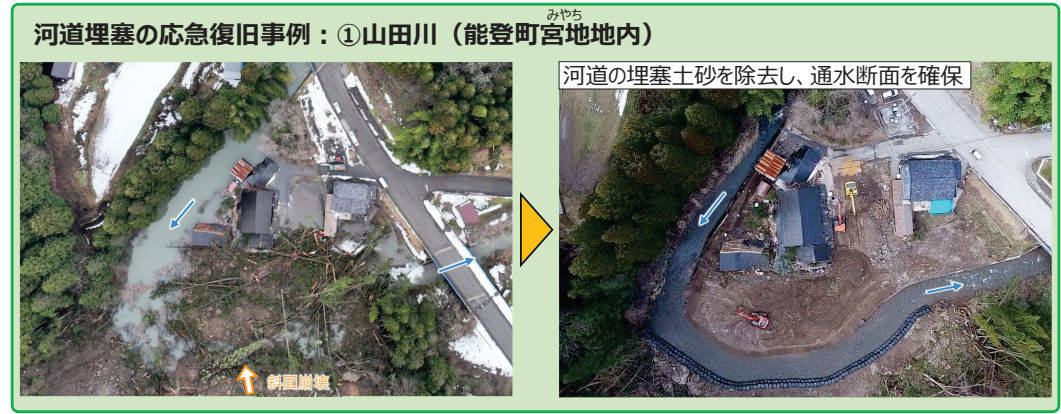 みやち
河道埋塞の応急復旧事例：①山田川（能登町宮地地内）
河道の埋塞土砂を除去し、通水断面を確保
斜面崩壊